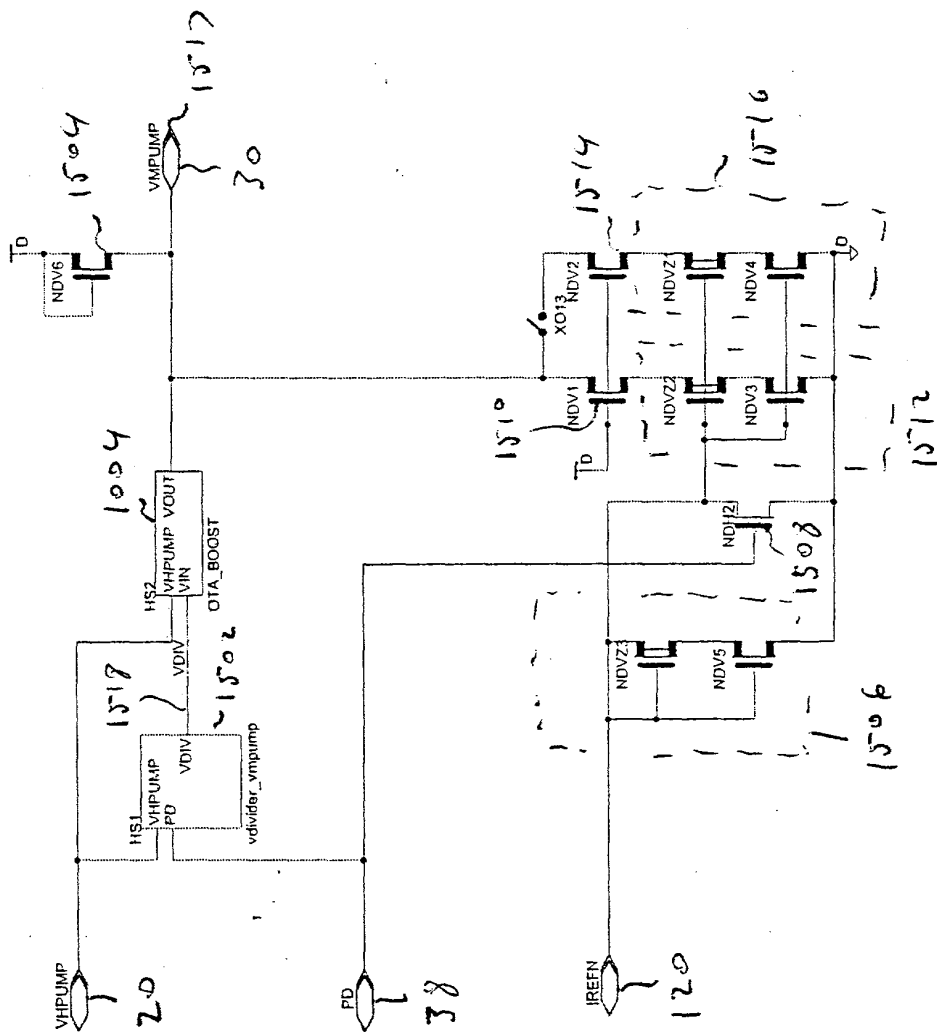 VHPUMP
20
PD
38
IREFN
120
HS1
VHPUMP
PD
VDIV
vdivider_vmpump
1502
1518
VDIV
HS2
VHPUMP
VIN
VOUT
OTA_BOOST
1004
D
NDV6
1504
VMPUMP
1517
30
XO13
D
NDV1
1510
NDV2
1514
NDVZ2
NDVZ1
NDV3
NDV4
1516
D
1512
NDH2
1508
NDVZ3
NDV5
1506